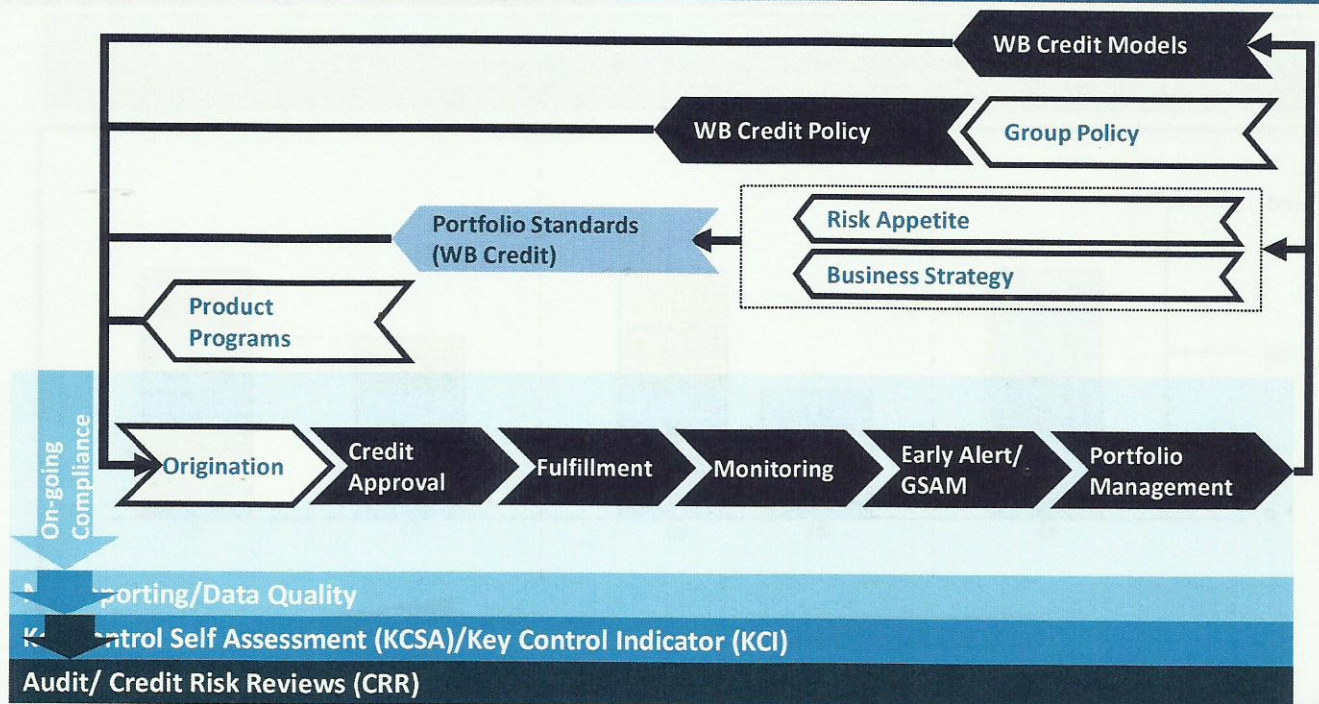 WB Credit Models
WB Credit Policy
Group Policy
Portfolio Standards
(WB Credit)
Risk Appetite
Business Strategy
Product
Programs
On-going
Compliance
Origination
Credit
Approval
Fulfillment
Monitoring
Early Alert/
GSAM
Portfolio
Management
Data Quality
Control Self Assessment (KCSA)/Key Control Indicator (KCI)
Audit/ Credit Risk Reviews (CRR)